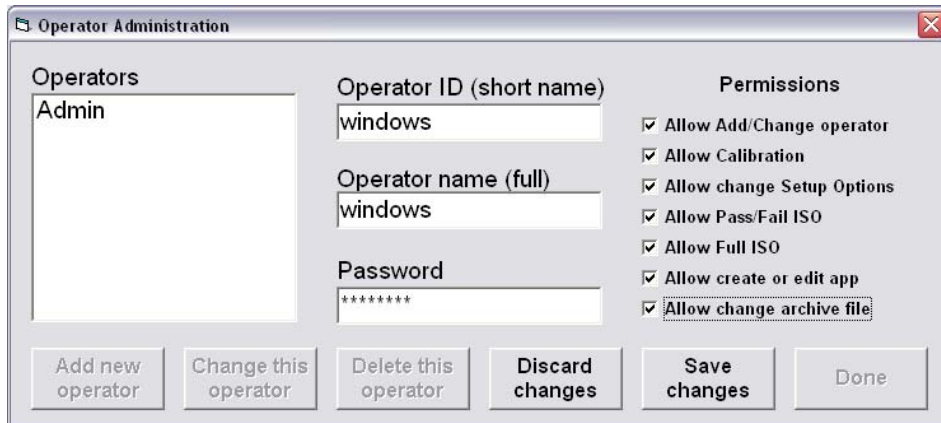 Operator Administration
Operators
Admin
Operator ID (short name)
windows
Operator name (full)
windows
Password
********
Permissions
Allow Add/Change operator
Allow Calibration
Allow change Setup Options
Allow Pass/Fail ISO
Allow Full ISO
Allow create or edit app
Allow change archive file
Add new
operator
Change this
operator
Delete this
operator
Discard
changes
Save
changes
Done